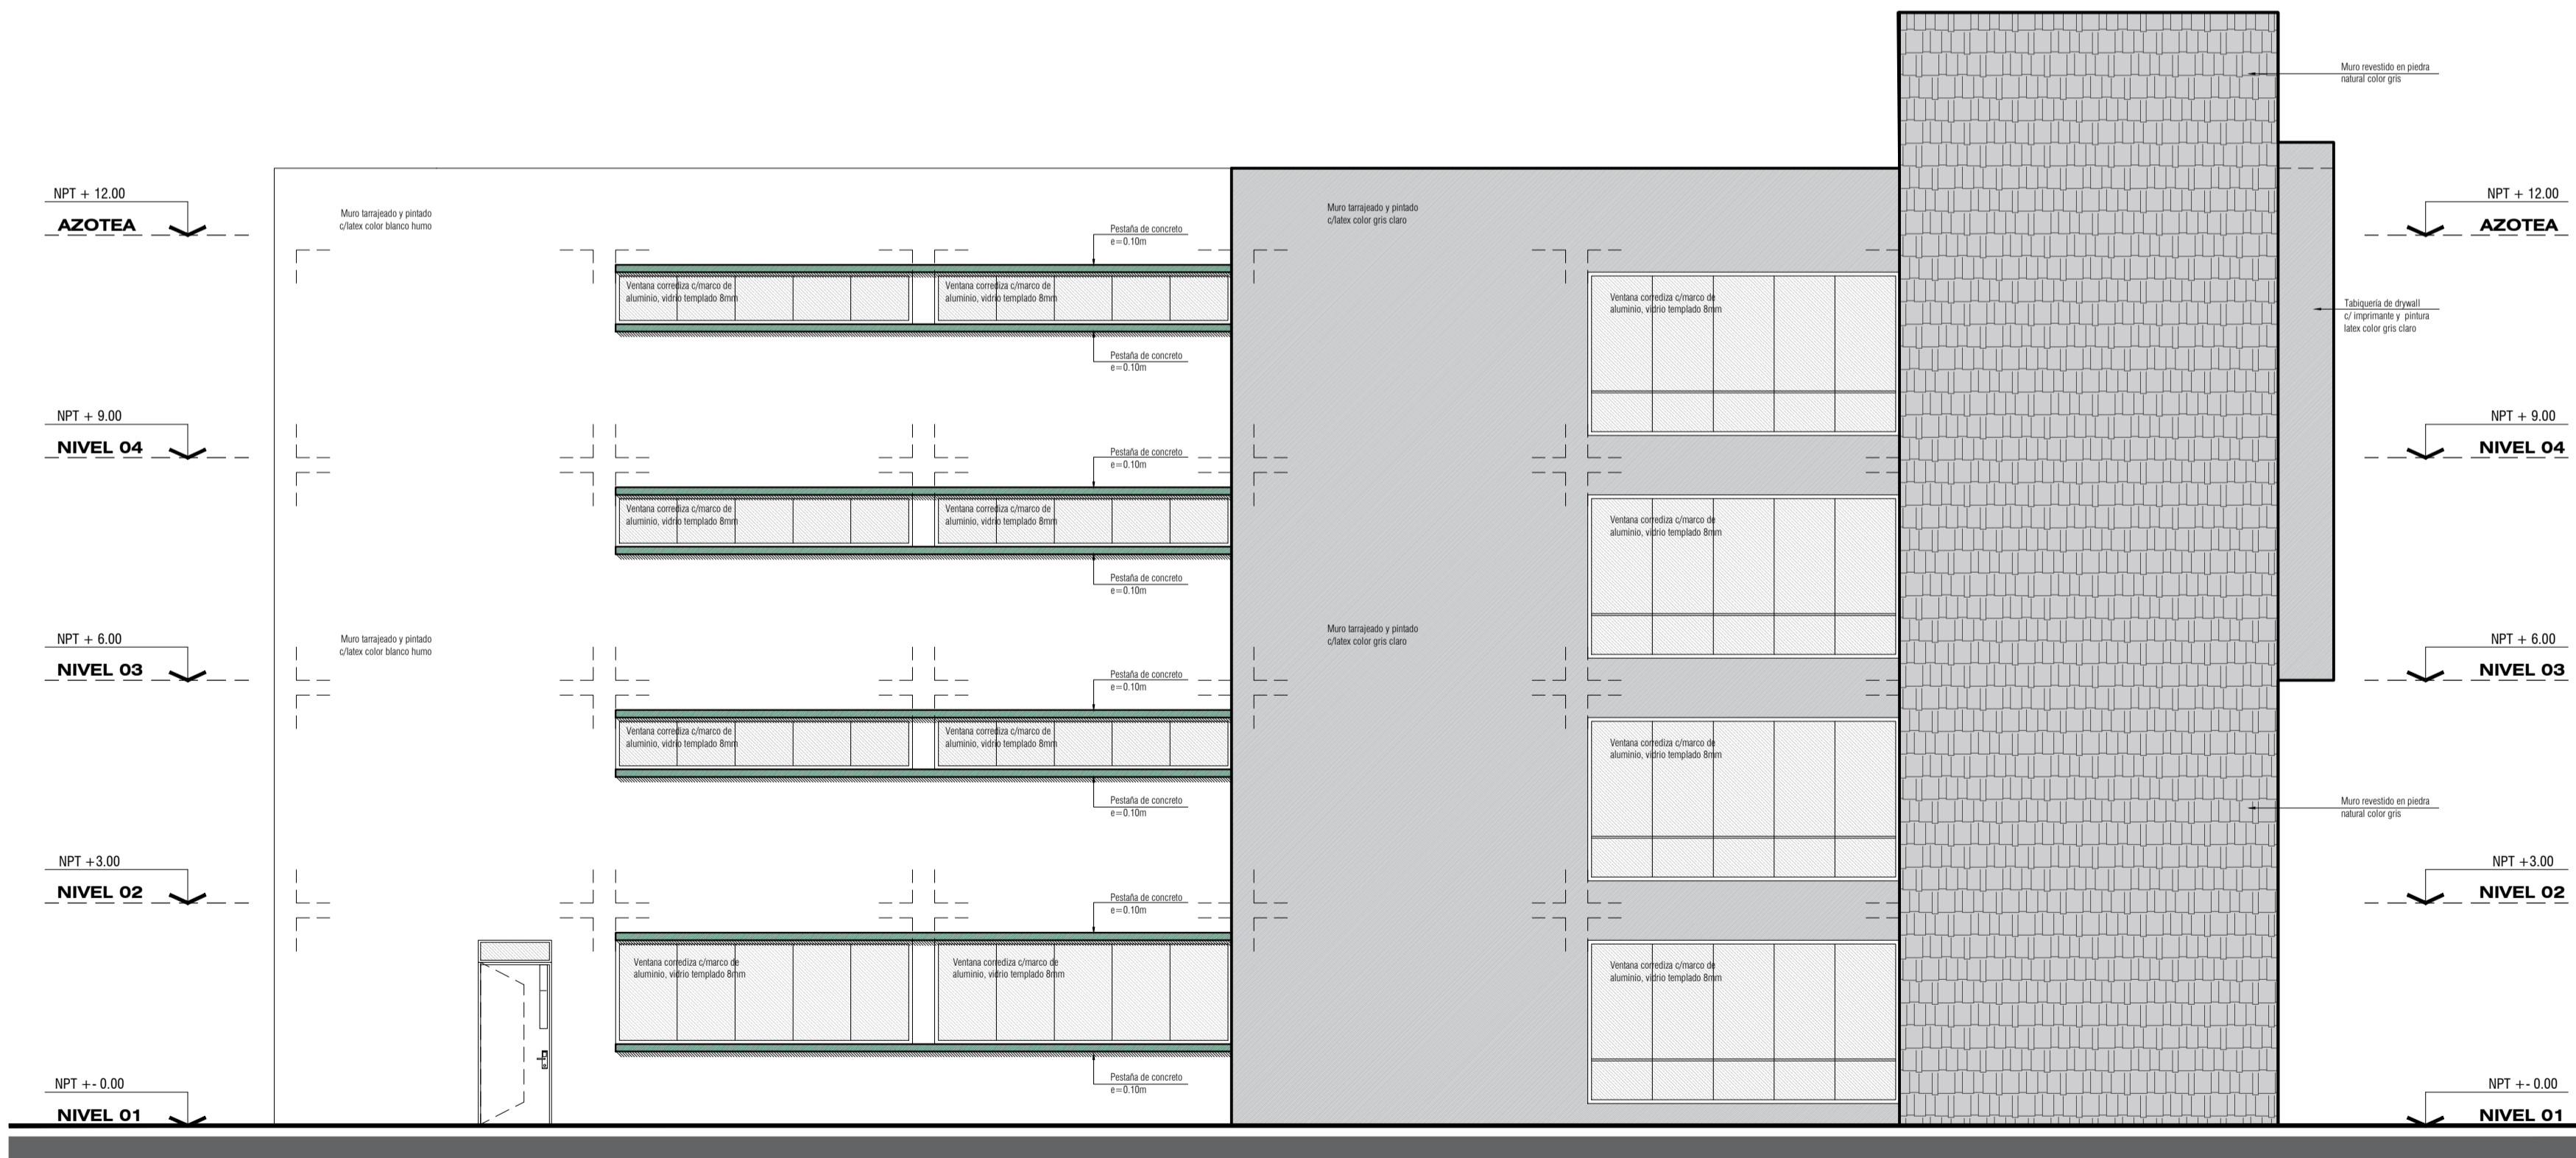 Muro revestido en piedra
natural color gris
NPT + 12.00
AZOTEA
Muro tarrajeado y pintado
c/latex color blanco humo
Muro tarrajeado y pintado
c/latex color gris claro
NPT + 12.00
AZOTEA
Pestaña de concreto
e=0.10m
Ventana corrediza c/marco de
aluminio, vidrio templado 8mm
Ventana corrediza c/marco de
aluminio, vidrio templado 8mm
Ventana corrediza c/marco de
aluminio, vidrio templado 8mm
Tabiquería de drywall
c/ imprimante y pintura
latex color gris claro
Pestaña de concreto
e=0.10m
NPT + 9.00
NIVEL 04
NPT + 9.00
NIVEL 04
Pestaña de concreto
e=0.10m
Ventana corrediza c/marco de
aluminio, vidrio templado 8mm
Ventana corrediza c/marco de
aluminio, vidrio templado 8mm
Ventana corrediza c/marco de
aluminio, vidrio templado 8mm
Pestaña de concreto
e=0.10m
NPT + 6.00
NIVEL 03
Muro tarrajeado y pintado
c/latex color blanco humo
Muro tarrajeado y pintado
c/latex color gris claro
NPT + 6.00
NIVEL 03
Pestaña de concreto
e=0.10m
Ventana corrediza c/marco de
aluminio, vidrio templado 8mm
Ventana corrediza c/marco de
aluminio, vidrio templado 8mm
Ventana corrediza c/marco de
aluminio, vidrio templado 8mm
Pestaña de concreto
e=0.10m
Muro revestido en piedra
natural color gris
NPT +3.00
NIVEL 02
NPT +3.00
NIVEL 02
Pestaña de concreto
e=0.10m
Ventana corrediza c/marco de
aluminio, vidrio templado 8mm
Ventana corrediza c/marco de
aluminio, vidrio templado 8mm
Ventana corrediza c/marco de
aluminio, vidrio templado 8mm
Pestaña de concreto
e=0.10m
NPT +- 0.00
NIVEL 01
NPT +- 0.00
NIVEL 01